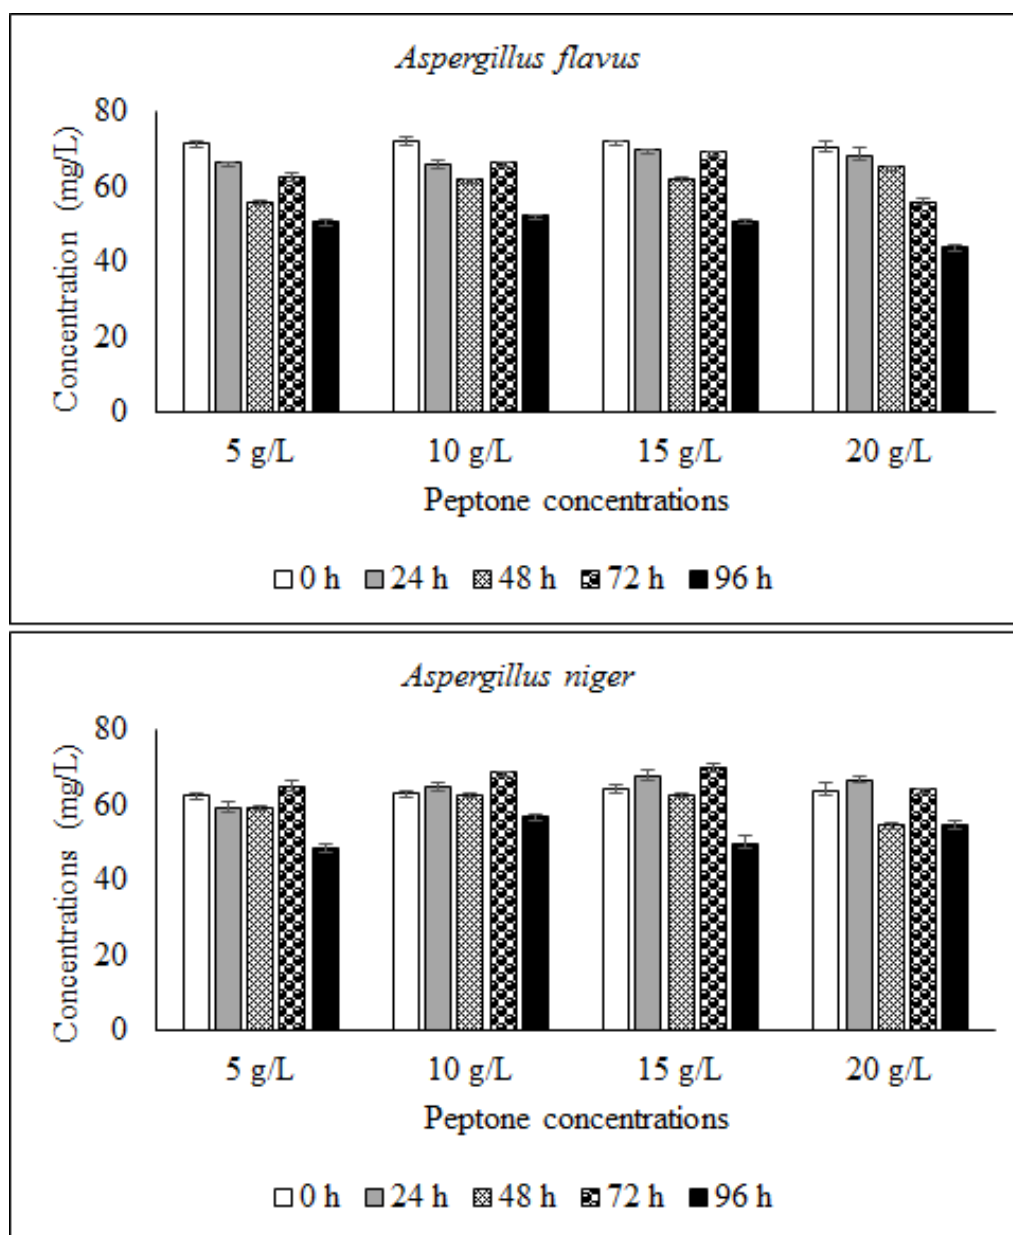 Aspergillus flavus
Concentration (mg/L)
80
60
40
20
0
5 g/L 10 g/L 15 g/L 20 g/L
Peptone concentrations
0 h 24 h 48 h 72 h 96 h
Aspergillus niger
Concentrations (mg/L)
80
60
40
20
0
5 g/L 10 g/L 15 g/L 20 g/L
Peptone concentrations
0 h 24 h 48 h 72 h 96 h